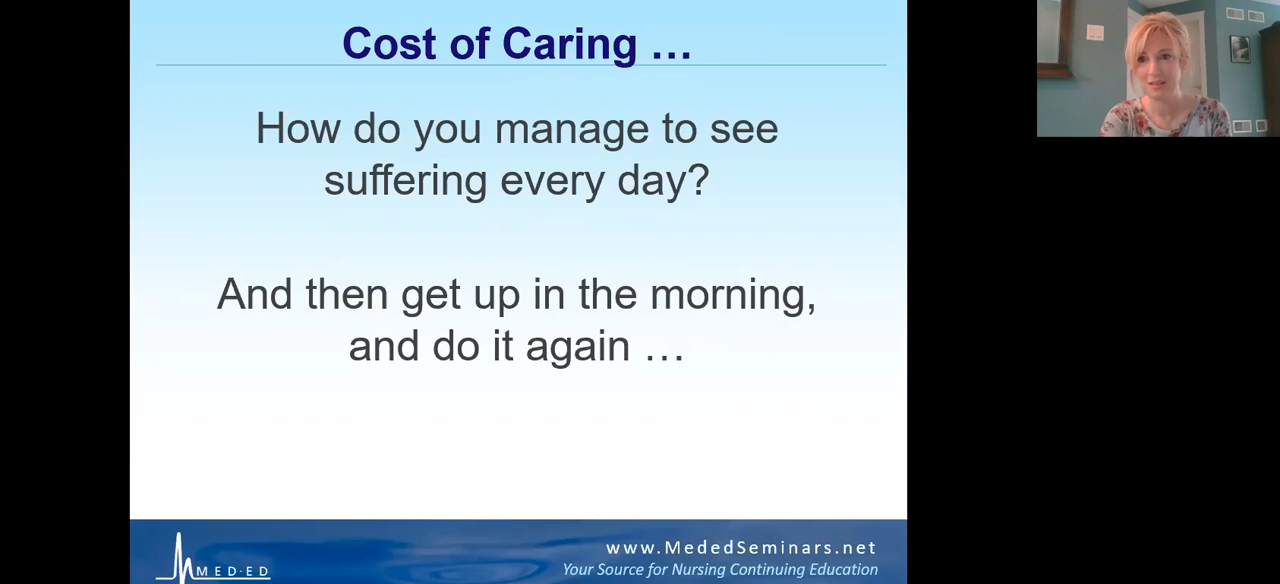 Cost of Caring …
How do you manage to see
suffering every day?
And then get up in the morning,
and do it again …
www.MededSeminars.net
MED·ED
Your Source for Nursing Continuing Education